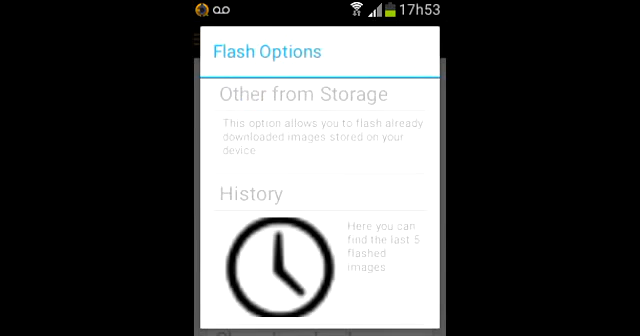 17h53
Flash Options
Other from Storage
This option allows you to flash already
downloaded images stored on your
device
History
Here you can
find the last 5
flashed
images